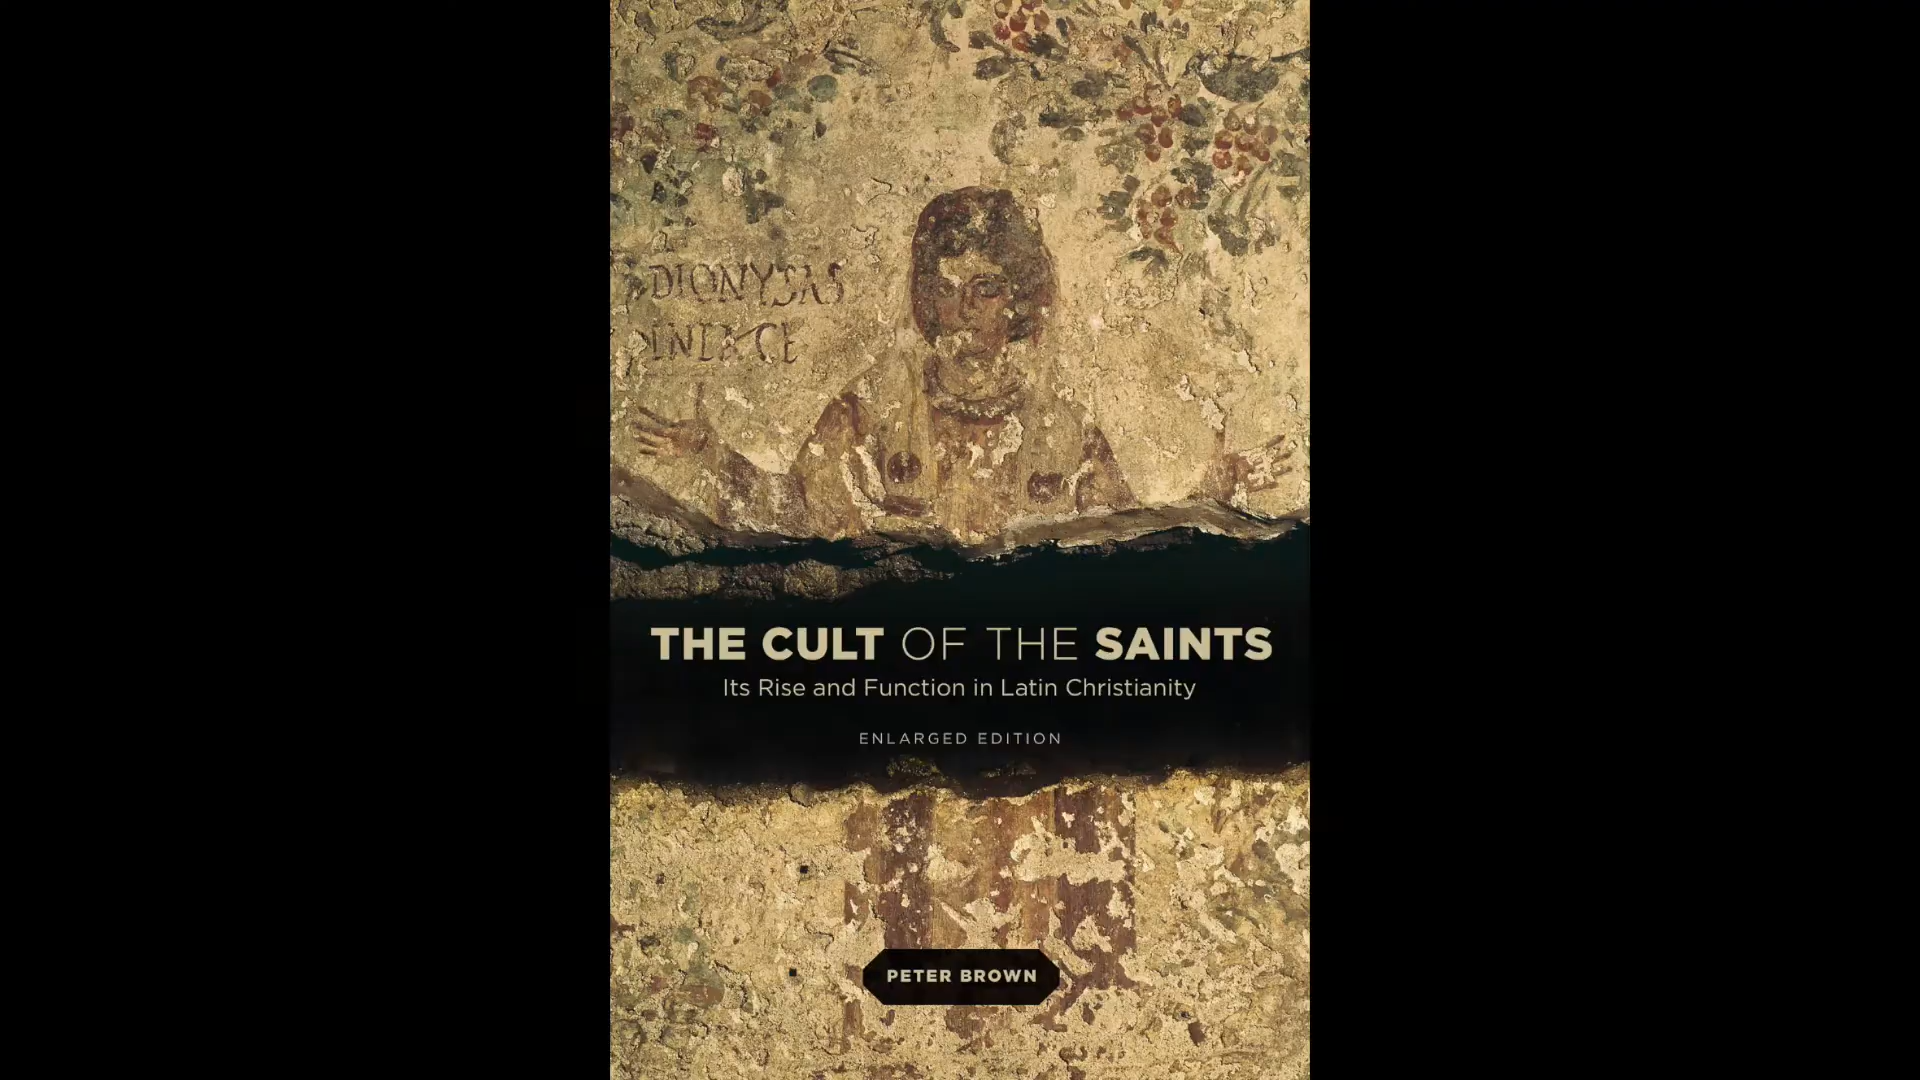 DIONYSAS
IN PACE
THE CULT OF THE SAINTS
Its Rise and Function in Latin Christianity
ENLARGED EDITION
PETER BROWN